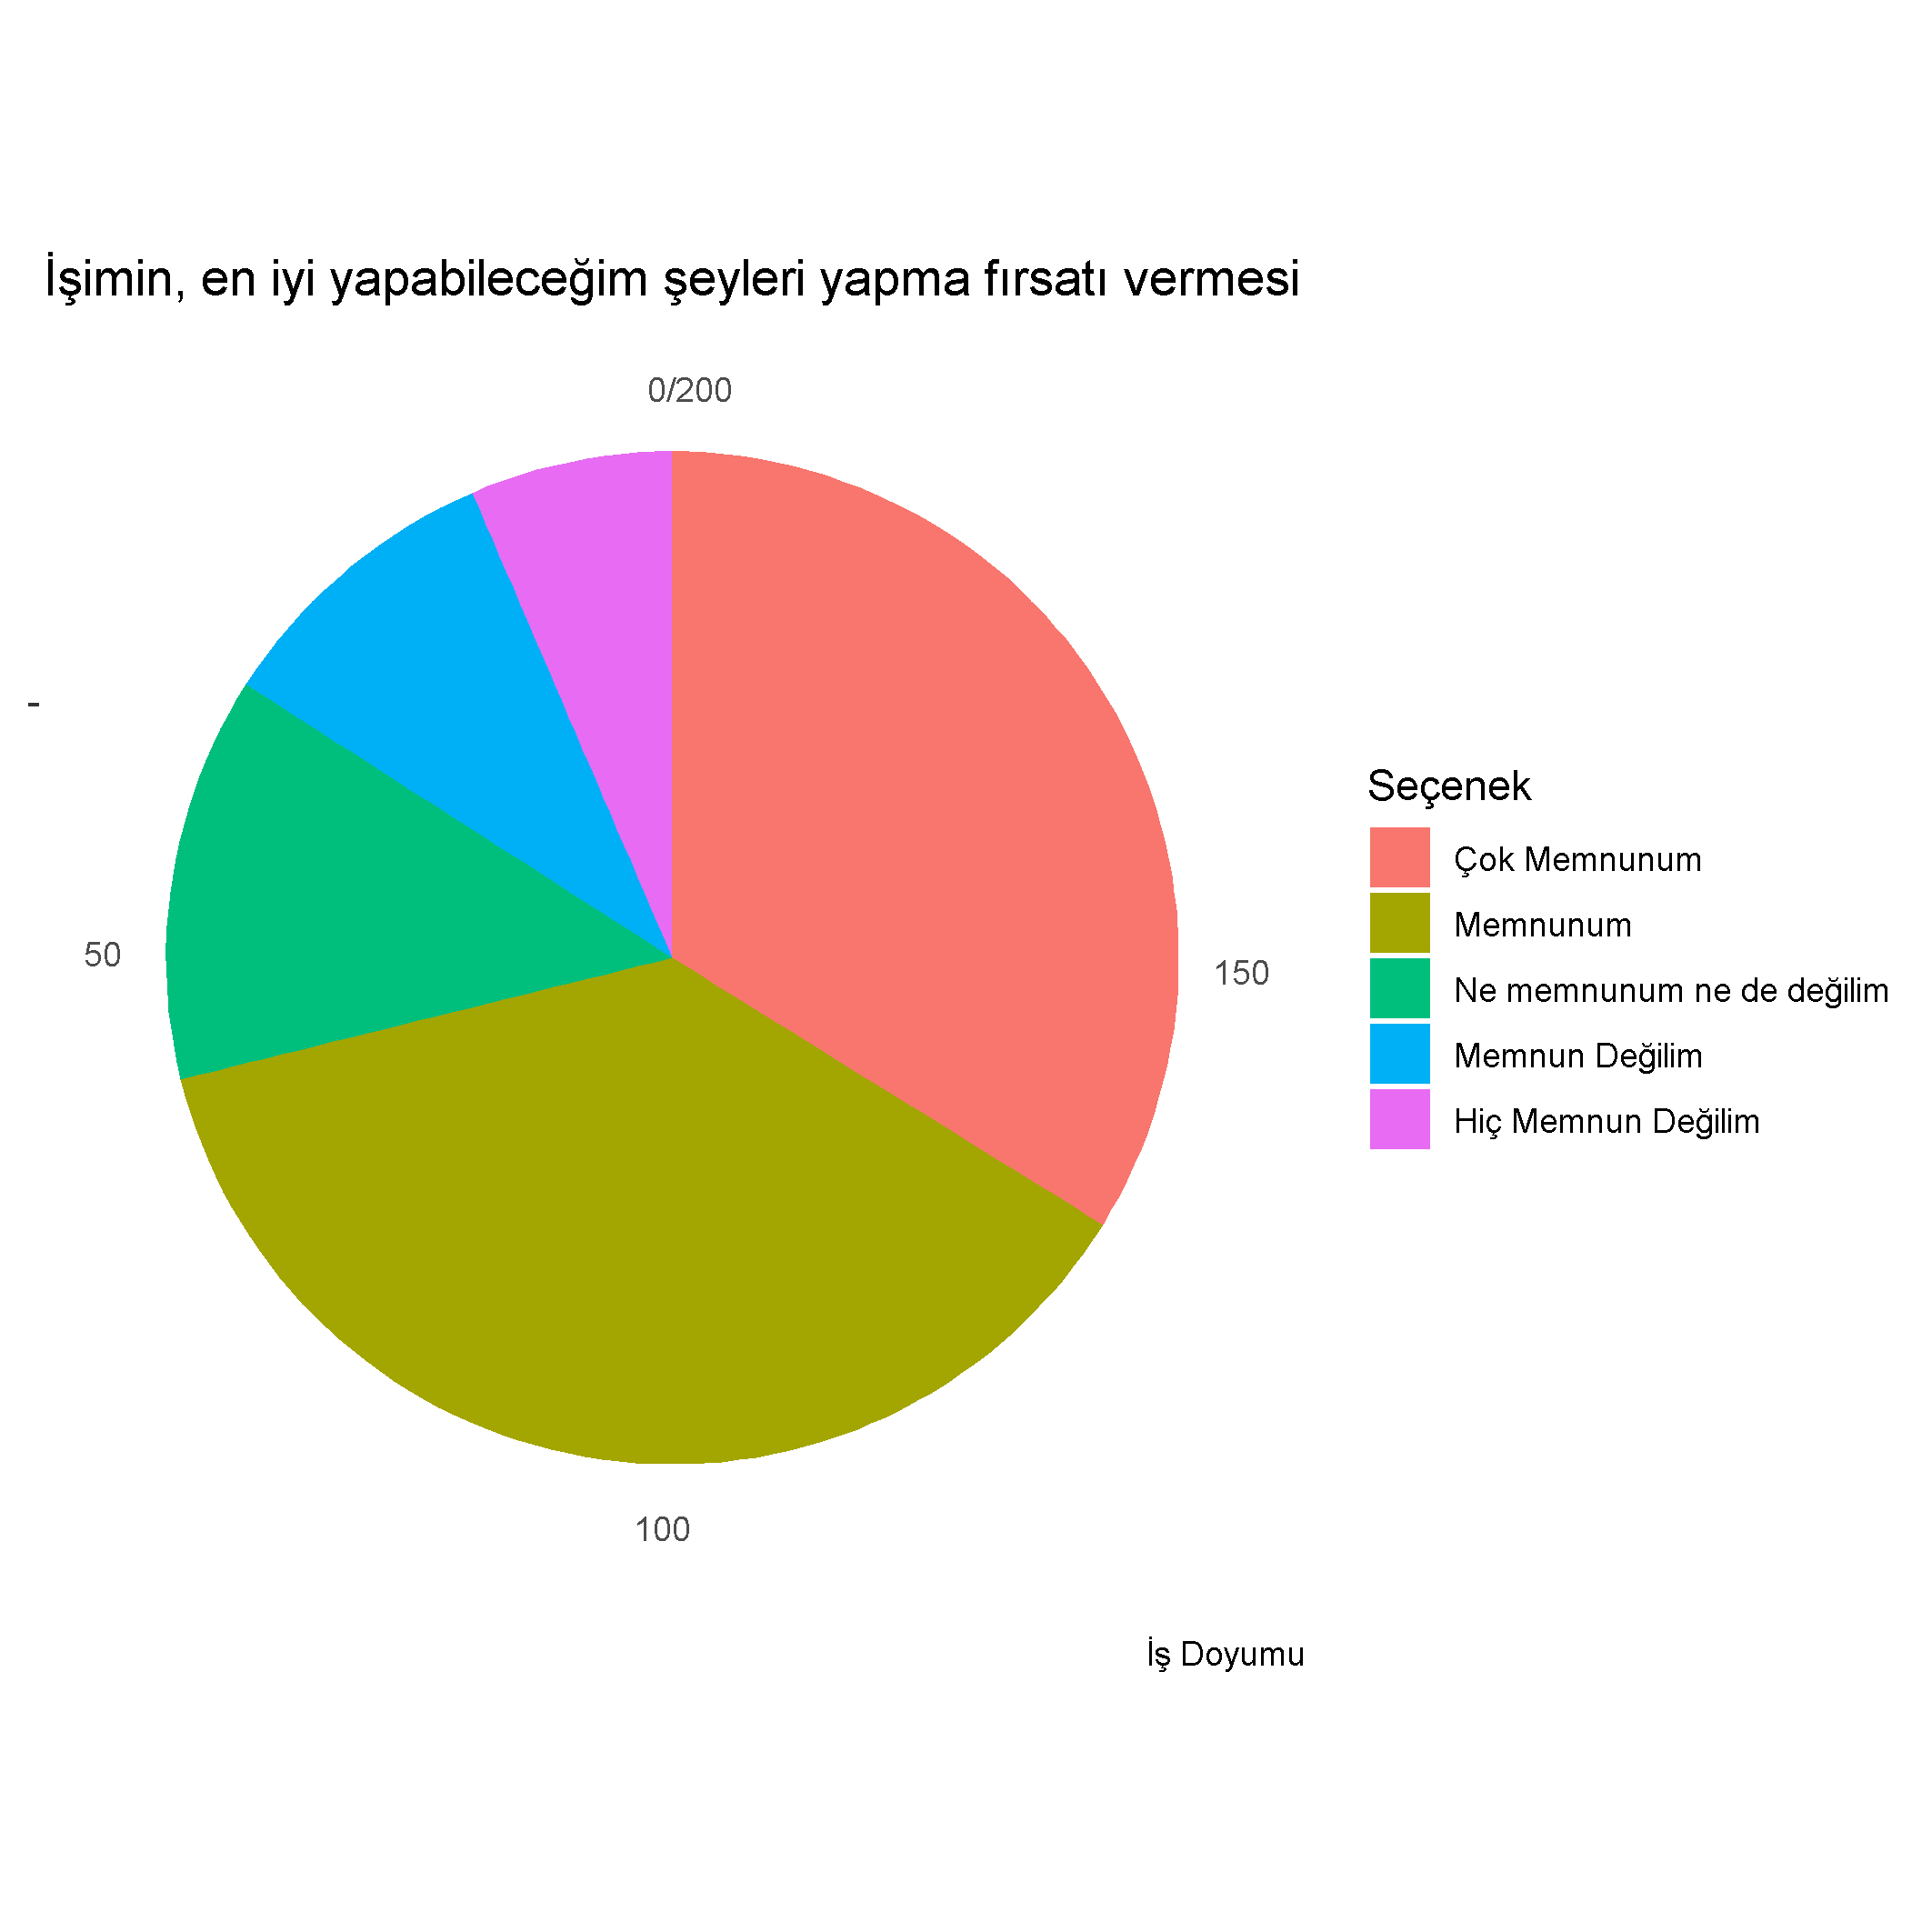 İşimin, en iyi yapabileceğim şeyleri yapma fırsatı vermesi
0/200
-
50
150
100
Seçenek
Çok Memnunum
Memnunum
Ne memnunum ne de değilim
Memnun Değilim
Hiç Memnun Değilim
İş Doyumu